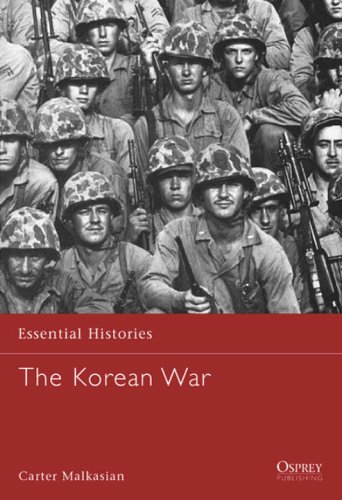 Essential Histories
The Korean War
Carter Malkasian
OSPREY
PUBLISHING